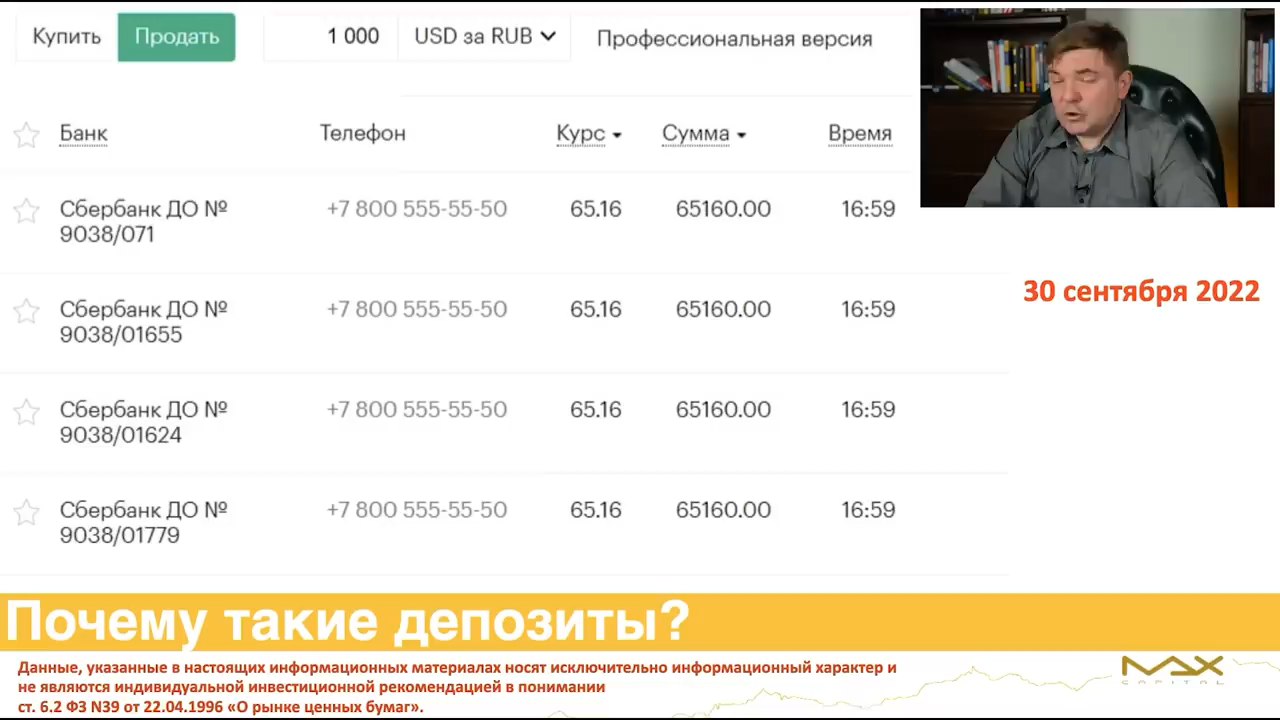 Купить Продать 1 000 USD за RUB Профессиональная версия
Банк Телефон Курс Сумма Время
Сбербанк ДО № +7 800 555-55-50 65.16 65160.00 16:59
9038/071
Сбербанк ДО № +7 800 555-55-50 65.16 65160.00 16:59
9038/01655
Сбербанк ДО № +7 800 555-55-50 65.16 65160.00 16:59
9038/01624
Сбербанк ДО № +7 800 555-55-50 65.16 65160.00 16:59
9038/01779
30 сентября 2022
Почему такие депозиты?
Данные, указанные в настоящих информационных материалах носят исключительно информационный характер и
не являются индивидуальной инвестиционной рекомендацией в понимании
ст. 6.2 ФЗ N39 от 22.04.1996 «О рынке ценных бумаг».
MAX
CAPITAL